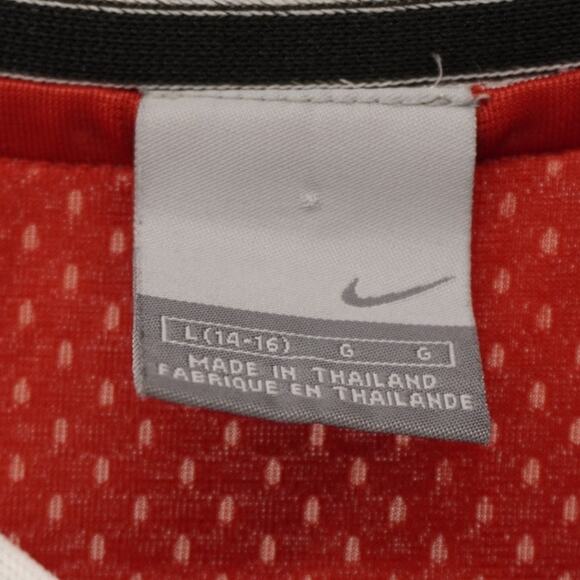 L(14-16) G G
MADE IN THAILAND
FABRIQUE EN THAILANDE